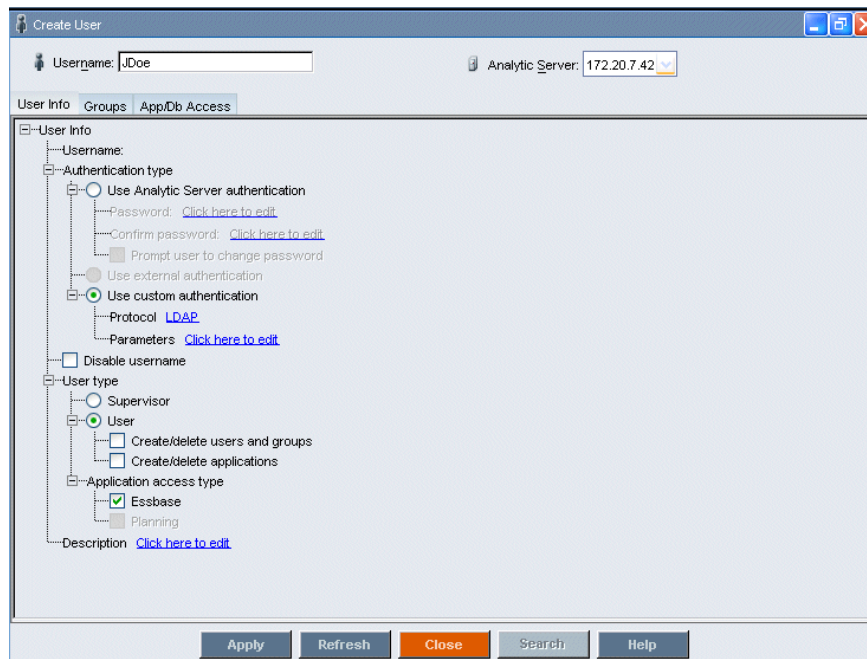 Create User
Username: JDoe
Analytic Server: 172.20.7.42
User Info Groups App/Db Access
User Info
Username:
Authentication type
Use Analytic Server authentication
Password: Click here to edit
Confirm password: Click here to edit
Prompt user to change password
Use external authentication
Use custom authentication
Protocol LDAP
Parameters Click here to edit
Disable username
User type
Supervisor
User
Create/delete users and groups
Create/delete applications
Application access type
Essbase
Planning
Description Click here to edit
Apply Refresh Close Search Help